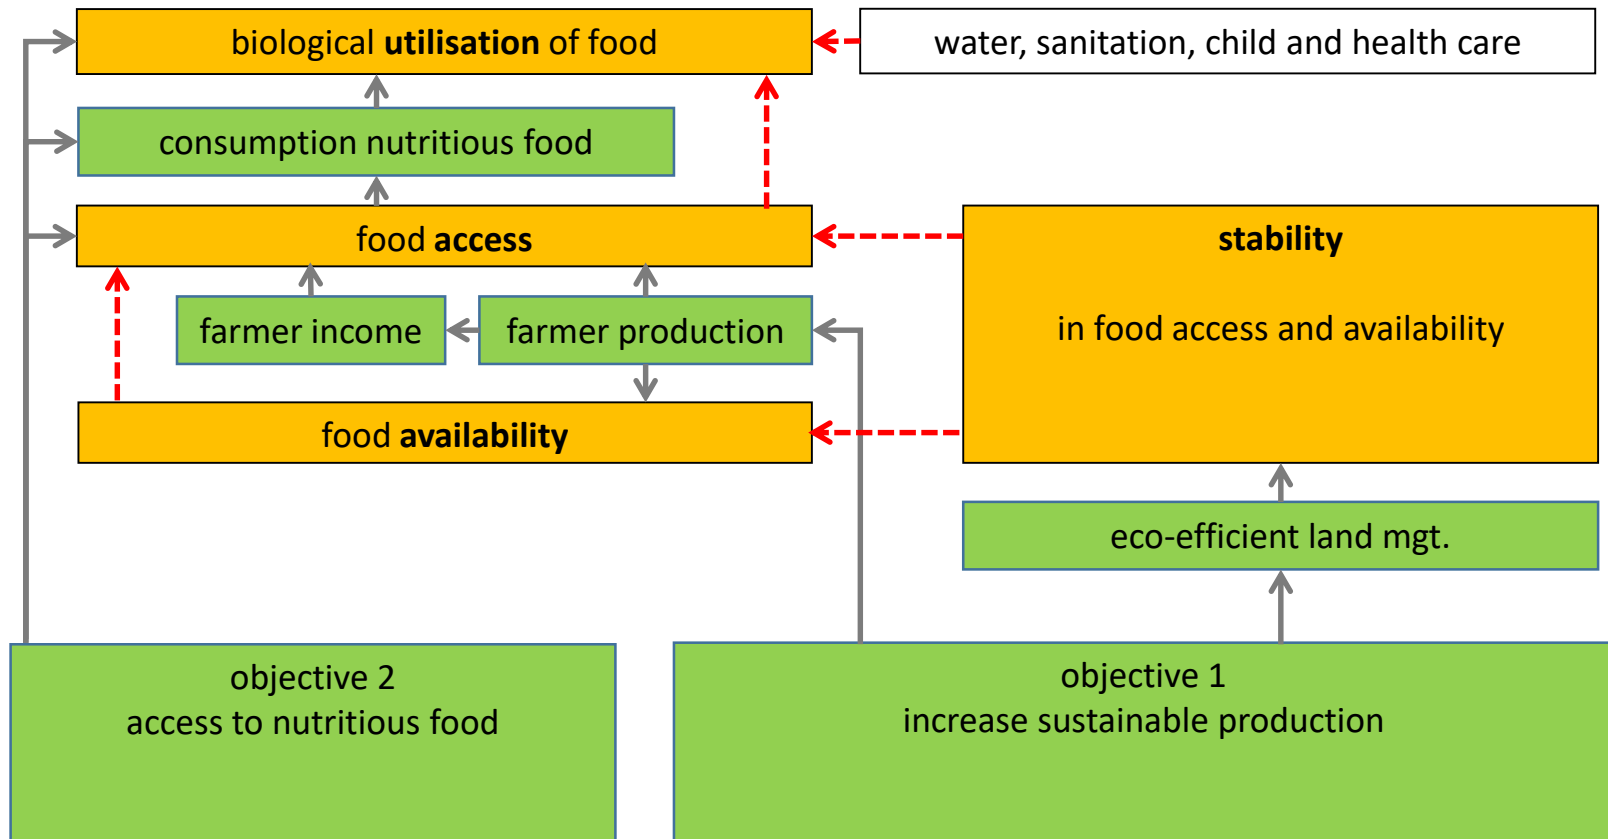 biological utilisation of food
water, sanitation, child and health care
consumption nutritious food
food access
stability
in food access and availability
farmer income
farmer production
food availability
eco-efficient land mgt.
objective 2
access to nutritious food
objective 1
increase sustainable production